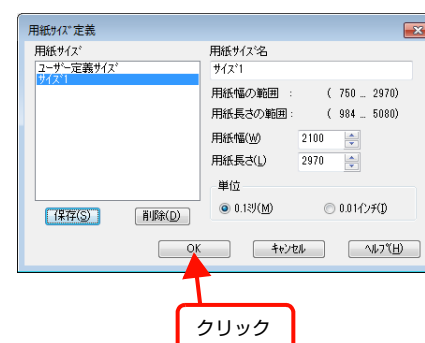 用紙ｻｲｽﾞ定義
用紙ｻｲｽﾞ
ﾕｰｻﾞｰ定義ｻｲｽﾞ
ｻｲｽﾞ1
用紙ｻｲｽﾞ名
ｻｲｽﾞ1
用紙幅の範囲 : ( 750 .. 2970)
用紙長さの範囲 : ( 984 .. 5080)
用紙幅(W) 2100
用紙長さ(L) 2970
単位
0.1ﾐﾘ(M) 0.01ｲﾝﾁ(I)
保存(S) 削除(D)
OK ｷｬﾝｾﾙ ﾍﾙﾌﾟ(H)
クリック